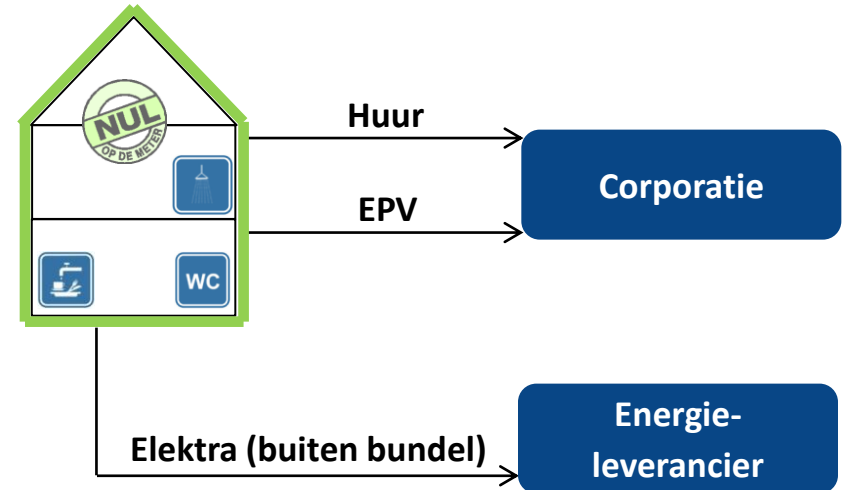 NUL
OP DE METER
Huur
EPV
Corporatie
WC
Elektra (buiten bundel)
Energie-
leverancier